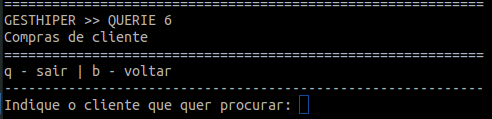 ============================================================
GESTHIPER >> QUERIE 6
Compras de cliente
============================================================
q - sair | b - voltar
------------------------------------------------------------
Indique o cliente que quer procurar: